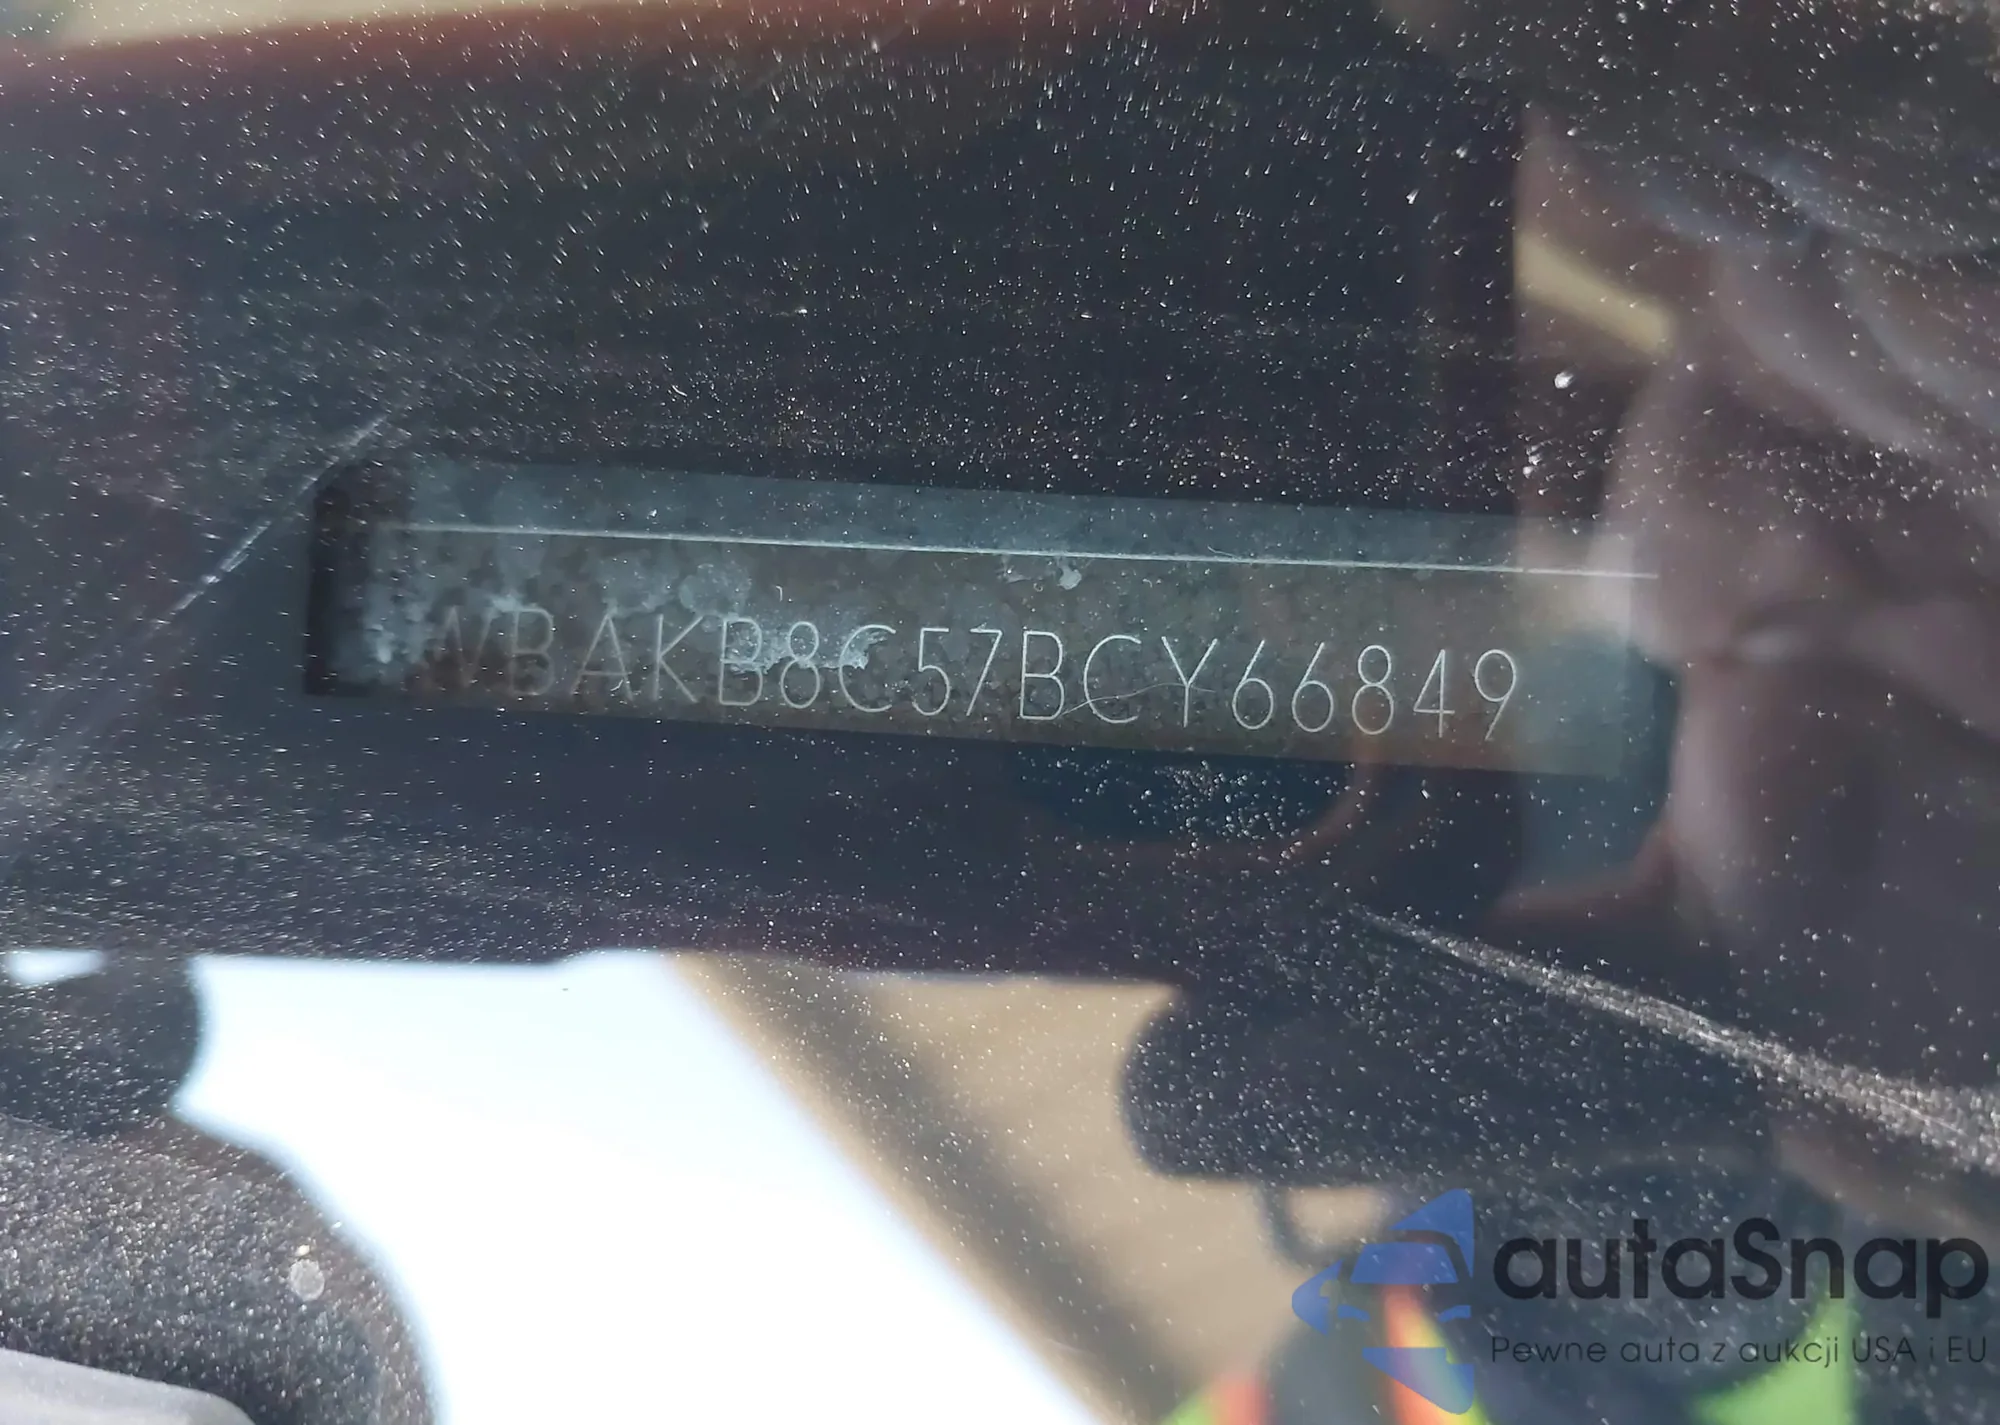 WBAKB8C57BCY66849
autaSnap
Pewne auta z aukcji USA i EU